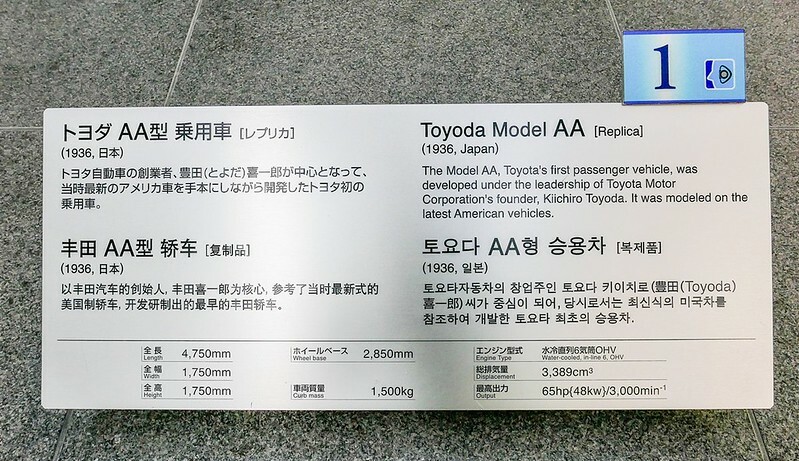 1
トヨダ AA型 乗用車 [レプリカ]
(1936, 日本)
トヨタ自動車の創業者、豊田(とよだ)喜一郎が中心となって、
当時最新のアメリカ車を手本にしながら開発したトヨタ初の
乗用車。
Toyoda Model AA [Replica]
(1936, Japan)
The Model AA, Toyota's first passenger vehicle, was
developed under the leadership of Toyota Motor
Corporation's founder, Kiichiro Toyoda. It was modeled on the
latest American vehicles.
丰田 AA型 轿车 [复制品]
(1936, 日本)
以丰田汽车的创始人, 丰田喜一郎为核心, 参考了当时最新式的
美国制轿车, 开发研制出的最早的丰田轿车。
토요다 AA형 승용차 [복제품]
(1936, 일본)
토요타자동차의 창업주인 토요다 키이치로(豊田(Toyoda)
喜一郎)씨가 중심이 되어, 당시로서는 최신식의 미국차를
참조하여 개발한 토요타 최초의 승용차.
全長 4,750mm
Length
全幅 1,750mm
Width
全高 1,750mm
Height
ホイールベース 2,850mm
Wheel base
車両質量 1,500kg
Curb mass
エンジン型式 水冷直列6気筒OHV
Engine Type Water-cooled, in-line 6, OHV
総排気量 3,389cm³
Displacement
最高出力 65hp{48kw}/3,000min⁻¹
Output